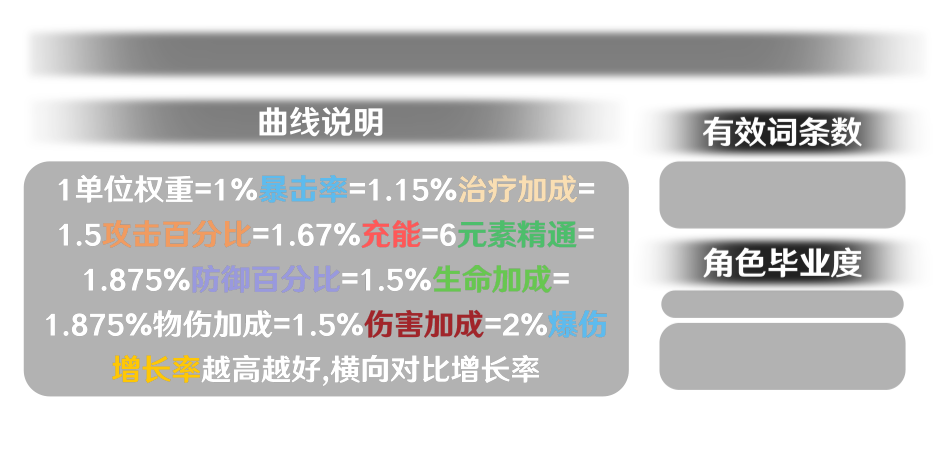 曲线说明
1单位权重=1%暴击率=1.15%治疗加成=
1.5攻击百分比=1.67%充能=6元素精通=
1.875%防御百分比=1.5%生命加成=
1.875%物伤加成=1.5%伤害加成=2%爆伤
增长率越高越好,横向对比增长率
有效词条数
角色毕业度